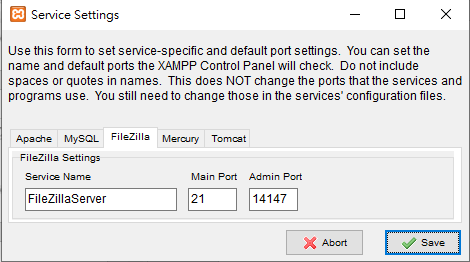 Service Settings
Use this form to set service-specific and default port settings.  You can set the
name and default ports the XAMPP Control Panel will check.  Do not include
spaces or quotes in names.  This does NOT change the ports that the services and
programs use.  You still need to change those in the services' configuration files.
Apache MySQL FileZilla Mercury Tomcat
FileZilla Settings
Service Name Main Port Admin Port
FileZillaServer 21 14147
Abort Save